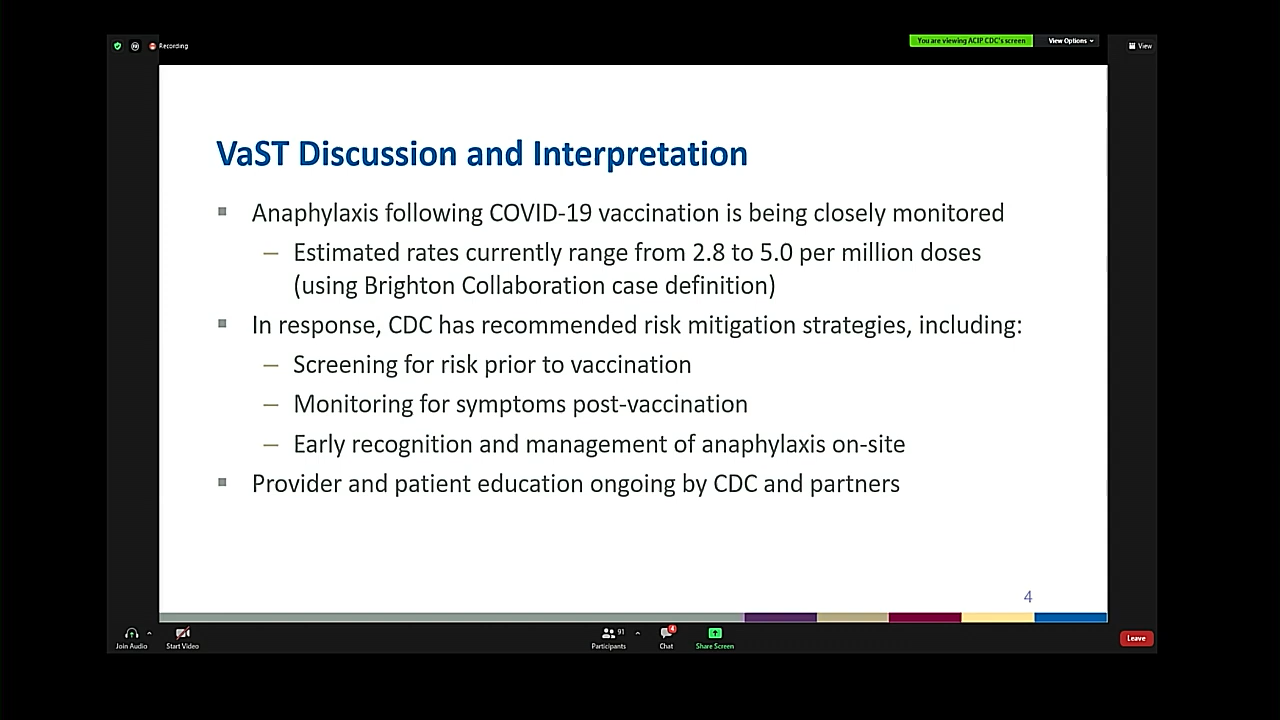 Recording
You are viewing ACIP CDC's screen
View Options
View
VaST Discussion and Interpretation
Anaphylaxis following COVID-19 vaccination is being closely monitored
– Estimated rates currently range from 2.8 to 5.0 per million doses
(using Brighton Collaboration case definition)
In response, CDC has recommended risk mitigation strategies, including:
– Screening for risk prior to vaccination
– Monitoring for symptoms post-vaccination
– Early recognition and management of anaphylaxis on-site
Provider and patient education ongoing by CDC and partners
4
91
4
Join Audio
Start Video
Participants
Chat
Share Screen
Leave